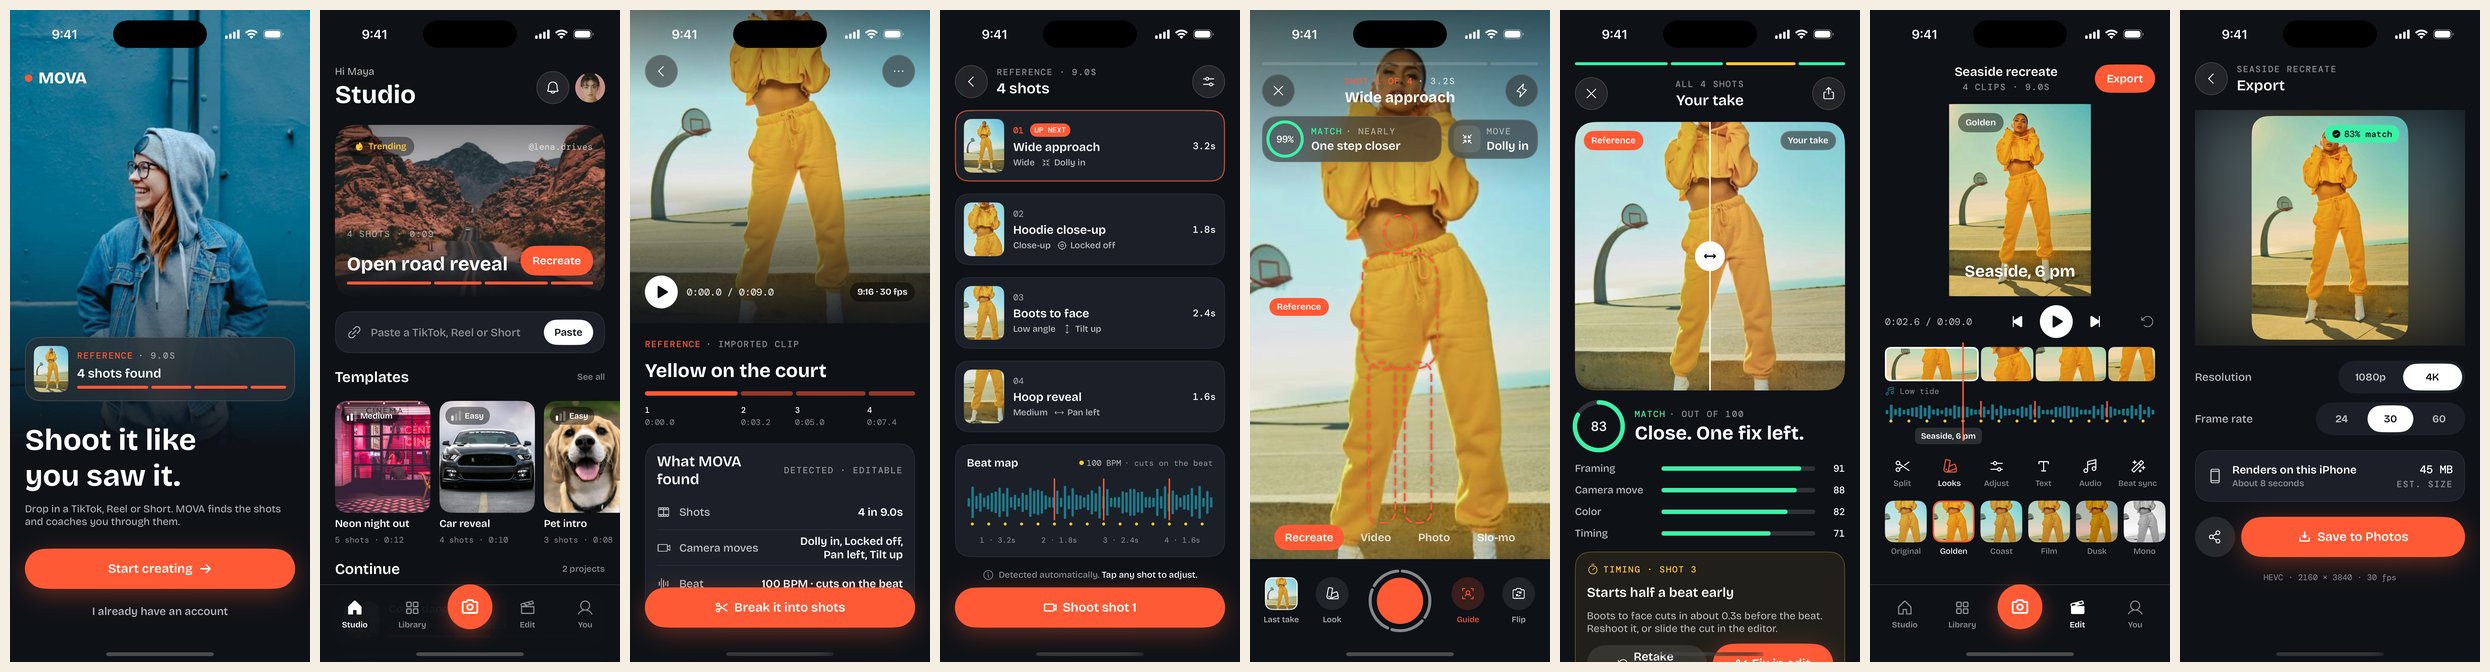 9:41
MOVA
REFERENCE · 9.0S
4 shots found
Shoot it like
you saw it.
Drop in a TikTok, Reel or Short. MOVA finds the shots
and coaches you through them.
Start creating →
I already have an account
9:41
Hi Maya
Studio
Trending
@lena.drives
4 SHOTS · 0:09
Open road reveal
Recreate
Paste a TikTok, Reel or Short
Paste
Templates
See all
Medium
Easy
Easy
Neon night out
Car reveal
Pet intro
5 shots · 0:12
4 shots · 0:10
3 shots · 0:08
Continue
2 projects
Studio
Library
Edit
You
9:41
0:00.0 / 0:09.0
9:16 · 30 fps
REFERENCE · IMPORTED CLIP
Yellow on the court
1
2
3
4
0:00.0
0:03.2
0:05.0
0:07.4
What MOVA
found
DETECTED · EDITABLE
Shots
4 in 9.0s
Camera moves
Dolly in, Locked off,
Pan left, Tilt up
Beat
100 BPM · cuts on the beat
Break it into shots
9:41
REFERENCE · 9.0S
4 shots
01 UP NEXT
Wide approach
3.2s
Wide Dolly in
02
Hoodie close-up
1.8s
Close-up Locked off
03
Boots to face
2.4s
Low angle Tilt up
04
Hoop reveal
1.6s
Medium Pan left
Beat map
100 BPM · cuts on the beat
1 · 3.2s
2 · 1.8s
3 · 2.4s
4 · 1.6s
Detected automatically. Tap any shot to adjust.
Shoot shot 1
9:41
SHOT 1 OF 4 · 3.2S
Wide approach
99%
MATCH · NEARLY
One step closer
MOVE
Dolly in
Reference
Recreate
Video
Photo
Slo-mo
Last take
Look
Guide
Flip
9:41
ALL 4 SHOTS
Your take
Reference
Your take
83
MATCH · OUT OF 100
Close. One fix left.
Framing 91
Camera move 88
Color 82
Timing 71
TIMING · SHOT 3
Starts half a beat early
Boots to face cuts in about 0.3s before the beat.
Reshoot it, or slide the cut in the editor.
Retake
Fix in edit
9:41
Seaside recreate
4 CLIPS · 9.0S
Export
Golden
Seaside, 6 pm
0:02.6 / 0:09.0
Low tide
Seaside, 6 pm
Split
Looks
Adjust
Text
Audio
Beat sync
Original
Golden
Coast
Film
Dusk
Mono
Studio
Library
Edit
You
9:41
SEASIDE RECREATE
Export
83% match
Resolution
1080p
4K
Frame rate
24
30
60
Renders on this iPhone
About 8 seconds
45 MB
EST. SIZE
Save to Photos
HEVC · 2160 × 3840 · 30 fps